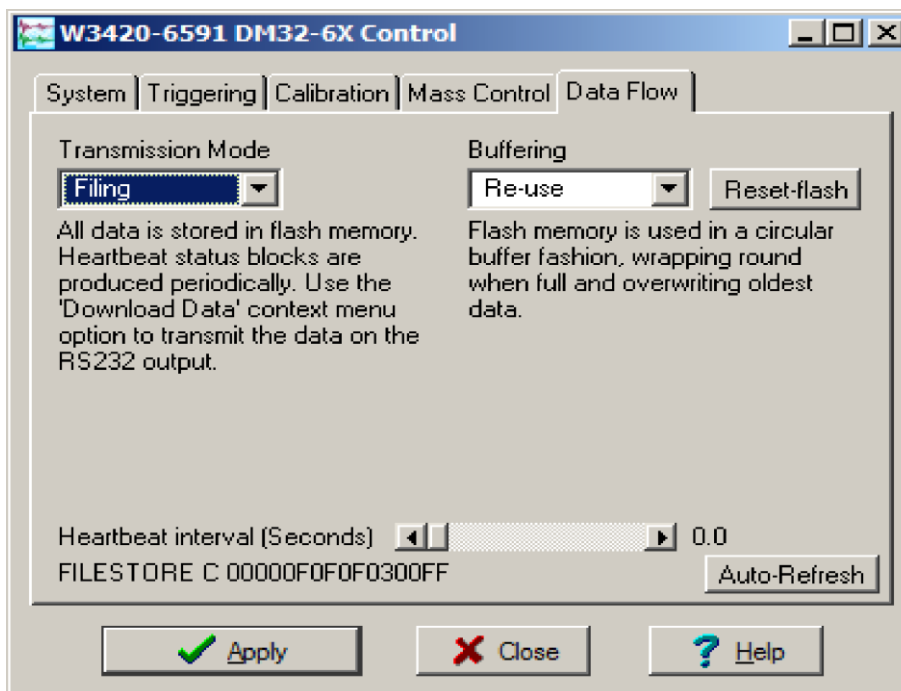 W3420-6591 DM32-6X Control
System Triggering Calibration Mass Control Data Flow
Transmission Mode
Filing
All data is stored in flash memory.
Heartbeat status blocks are
produced periodically. Use the
'Download Data' context menu
option to transmit the data on the
RS232 output.
Buffering
Re-use Reset-flash
Flash memory is used in a circular
buffer fashion, wrapping round
when full and overwriting oldest
data.
Heartbeat interval (Seconds) 0.0
FILESTORE C 00000F0F0F0300FF
Auto-Refresh
Apply Close Help